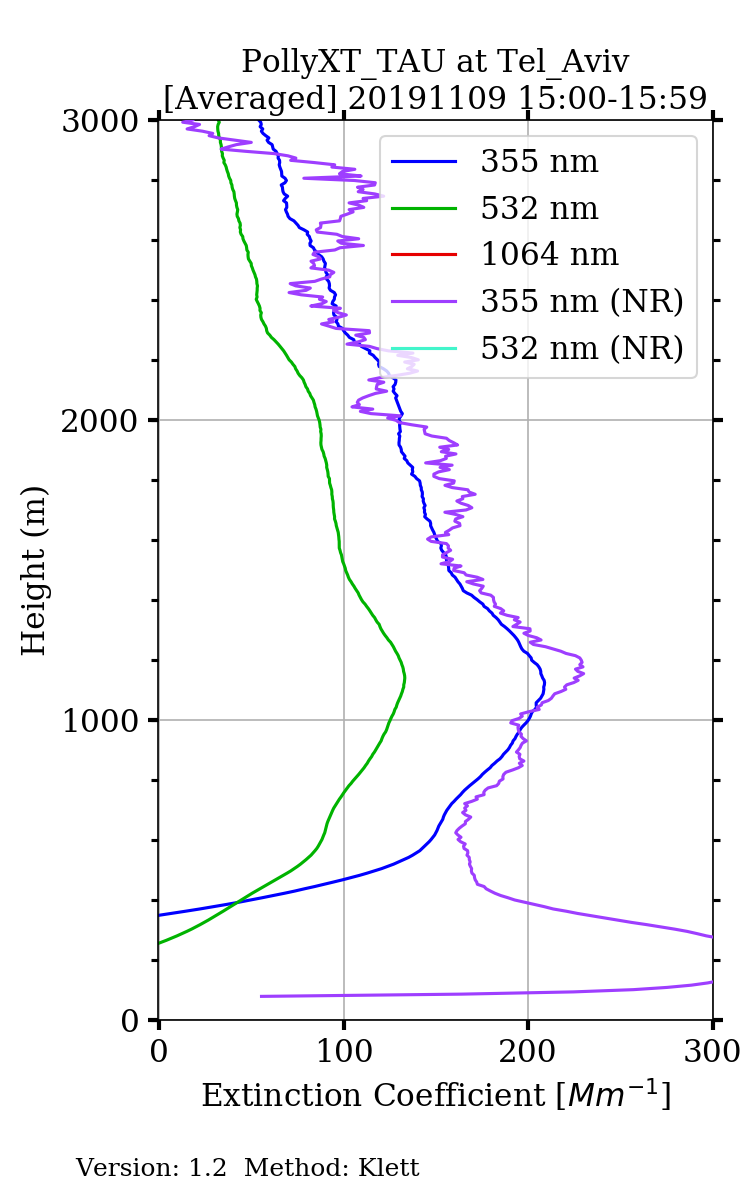 PollyXT_TAU at Tel_Aviv
[Averaged] 20191109 15:00-15:59
3000
355 nm
532 nm
1064 nm
355 nm (NR)
532 nm (NR)
2000
Height (m)
1000
0
0 100 200 300
Extinction Coefficient [Mm⁻¹]
Version: 1.2 Method: Klett